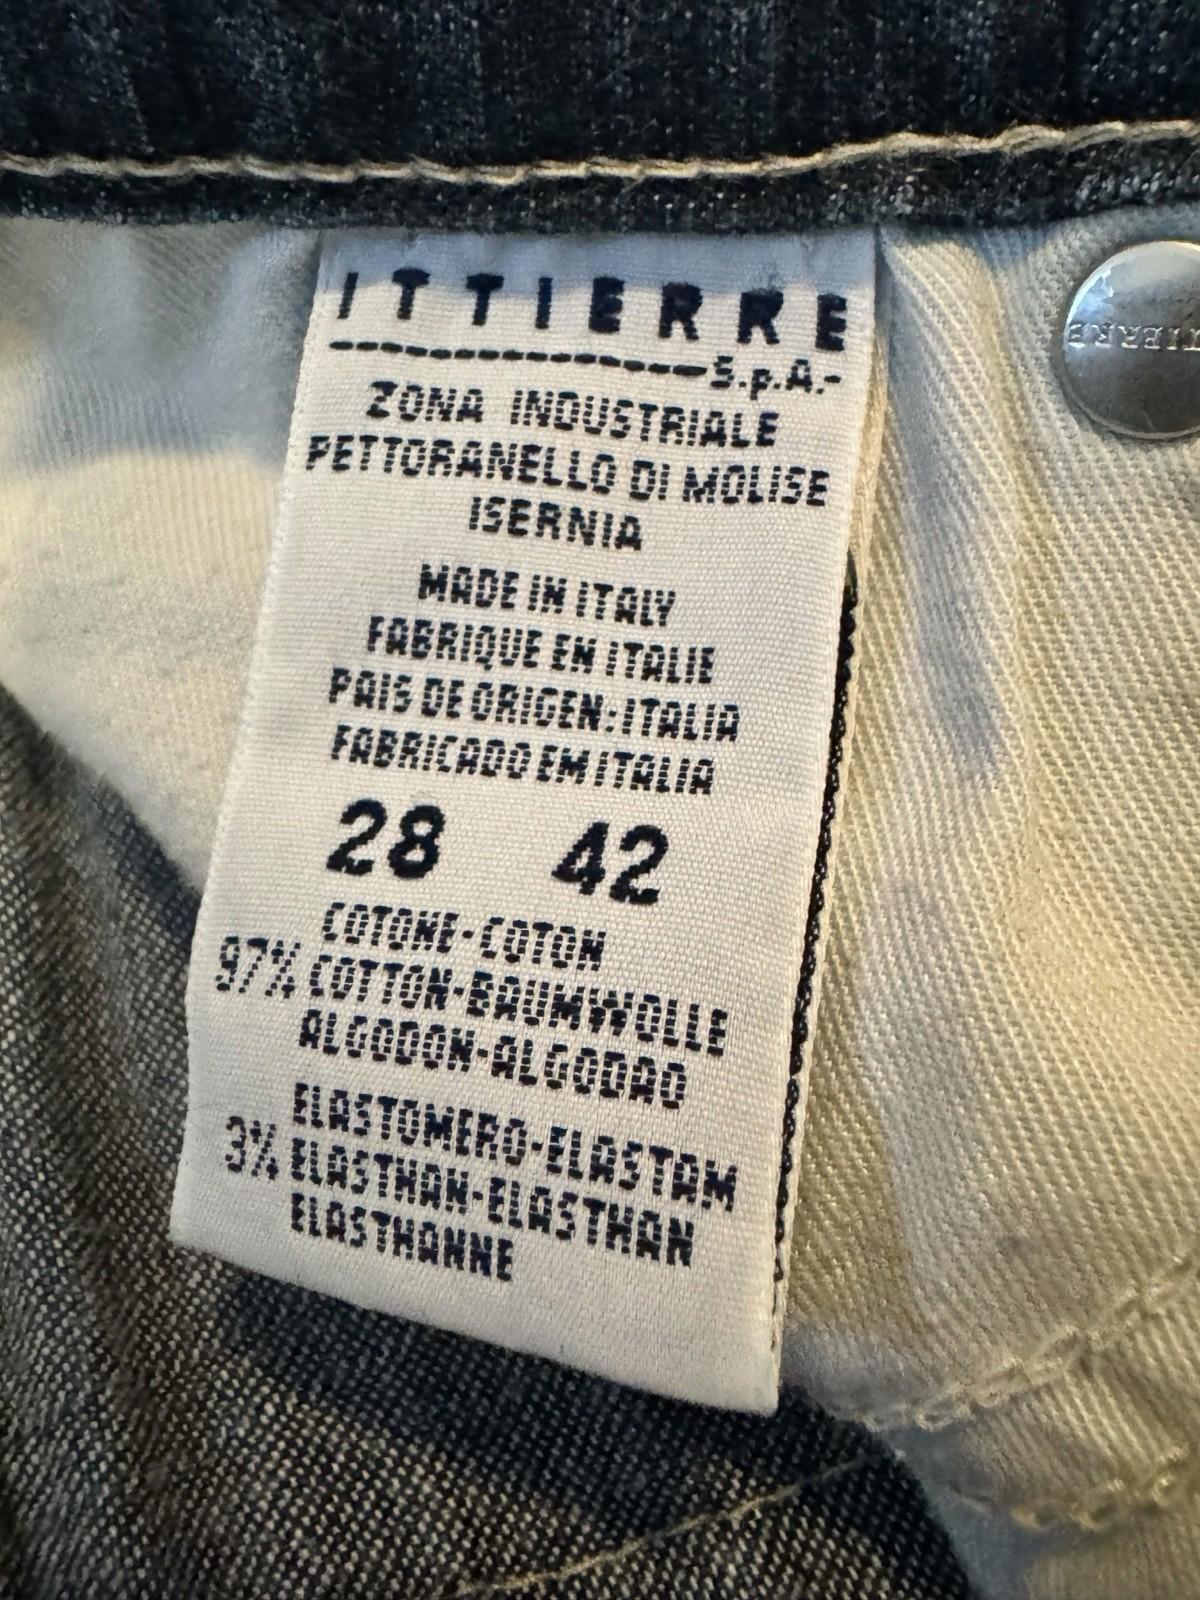 ITTIERRE
S.p.A.-
ZONA INDUSTRIALE
PETTORANELLO DI MOLISE
ISERNIA
MADE IN ITALY
FABRIQUE EN ITALIE
PAIS DE ORIGEN:ITALIA
FABRICADO EM ITALIA
28 42
COTONE-COTON
97% COTTON-BAUMWOLLE
ALGODON-ALGODAO
ELASTOMERO-ELASTAM
3% ELASTHAN-ELASTHAN
ELASTHANNE